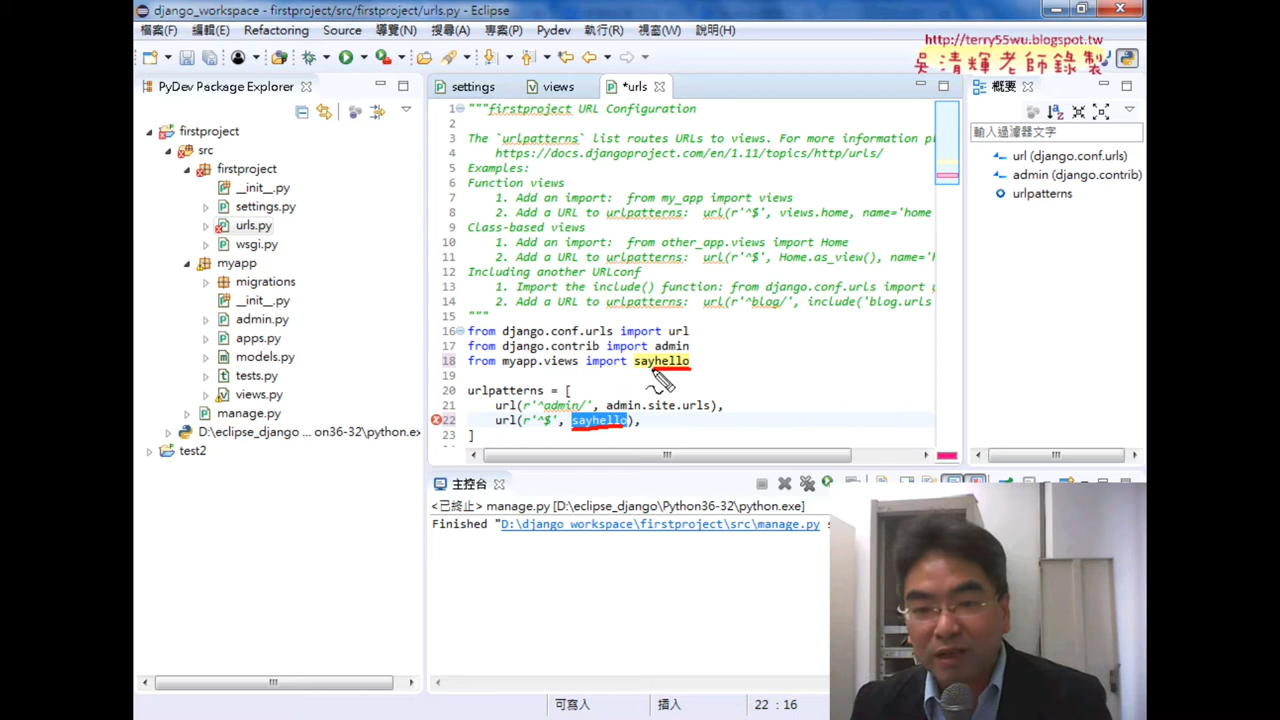 django_workspace - firstproject/src/firstproject/urls.py - Eclipse
檔案(F) 編輯(E) Refactoring Source 導覽(N) 搜尋(A) 專案(P) Pydev 執行(R) 視窗(W) 說明(H)
http://terry55wu.blogspot.tw
吳清輝老師錄製
PyDev Package Explorer
firstproject
src
firstproject
__init__.py
settings.py
urls.py
wsgi.py
myapp
migrations
__init__.py
admin.py
apps.py
models.py
tests.py
views.py
manage.py
D:\eclipse_django ... on36-32\python.ex
test2
settings views *urls
1 """firstproject URL Configuration
2
3 The `urlpatterns` list routes URLs to views. For more information p
4 https://docs.djangoproject.com/en/1.11/topics/http/urls/
5 Examples:
6 Function views
7 1. Add an import: from my_app import views
8 2. Add a URL to urlpatterns: url(r'^$', views.home, name='home
9 Class-based views
10 1. Add an import: from other_app.views import Home
11 2. Add a URL to urlpatterns: url(r'^$', Home.as_view(), name='h
12 Including another URLconf
13 1. Import the include() function: from django.conf.urls import u
14 2. Add a URL to urlpatterns: url(r'^blog/', include('blog.urls
15 """
16 from django.conf.urls import url
17 from django.contrib import admin
18 from myapp.views import sayhello
19
20 urlpatterns = [
21 url(r'^admin/', admin.site.urls),
22 url(r'^$', sayhello),
23 ]
概要
輸入過濾器文字
url (django.conf.urls)
admin (django.contrib)
urlpatterns
主控台
<已終止> manage.py [D:\eclipse_django\Python36-32\python.exe]
Finished "D:\django_workspace\firstproject\src\manage.py s
可寫入 插入 22 : 16